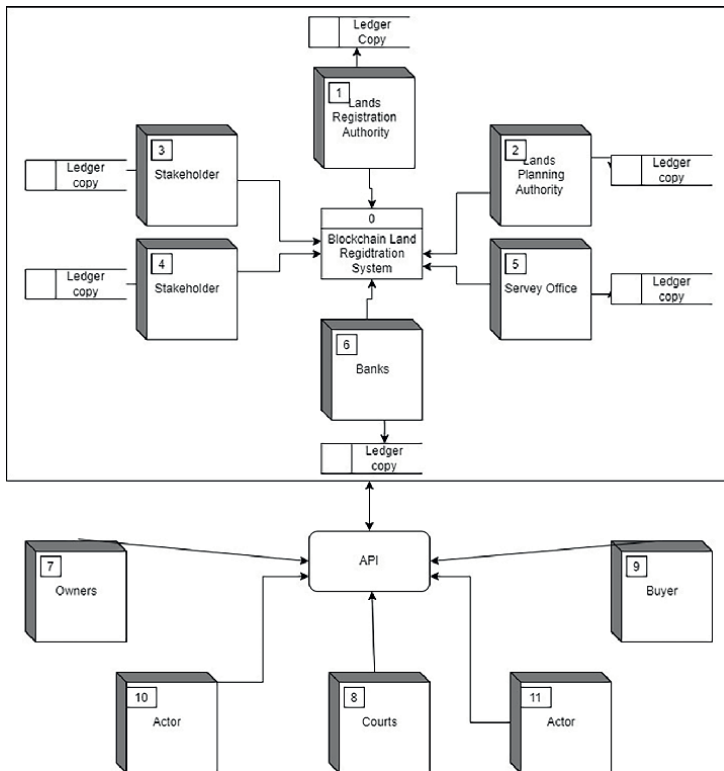 Ledger
Copy
1
Lands
Registration
Authority
3
Stakeholder
Ledger
copy
2
Lands
Planning
Authority
Ledger
copy
0
Blockchain Land
Regidtration
System
4
Stakeholder
Ledger
copy
5
Servey Office
Ledger
copy
6
Banks
Ledger
copy
API
7
Owners
9
Buyer
10
Actor
8
Courts
11
Actor